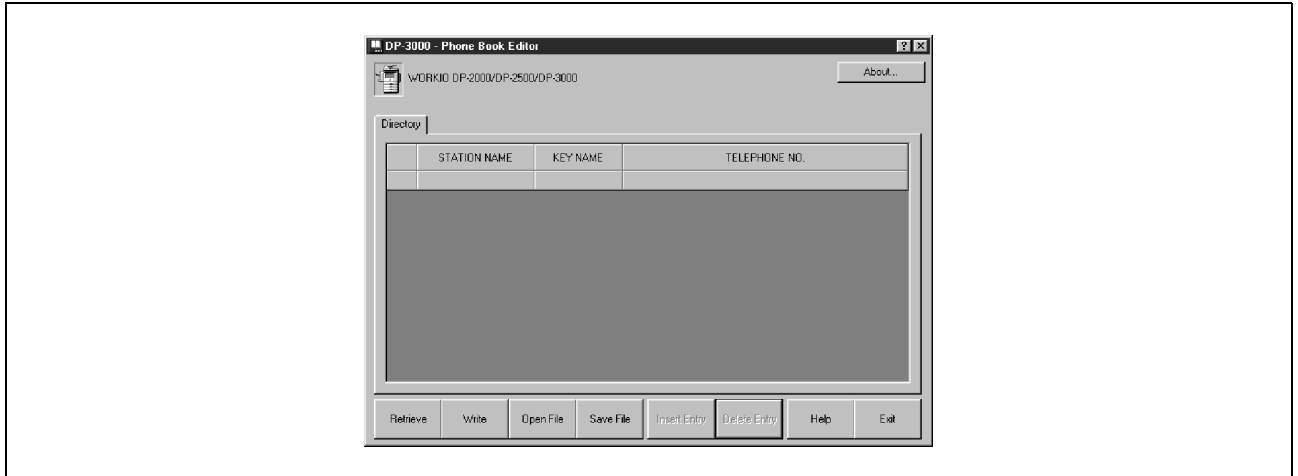 DP-3000 - Phone Book Editor
WORKIO DP-2000/DP-2500/DP-3000
About...
Directory
STATION NAME KEY NAME TELEPHONE NO.
Retrieve Write Open File Save File Insert Entry Delete Entry Help Exit